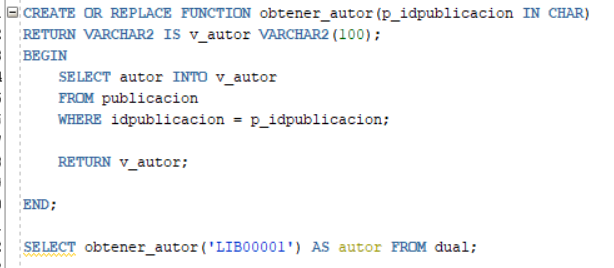 CREATE OR REPLACE FUNCTION obtener_autor(p_idpublicacion IN CHAR)
RETURN VARCHAR2 IS v_autor VARCHAR2(100);
BEGIN
SELECT autor INTO v_autor
FROM publicacion
WHERE idpublicacion = p_idpublicacion;
RETURN v_autor;
END;
SELECT obtener_autor('LIB00001') AS autor FROM dual;